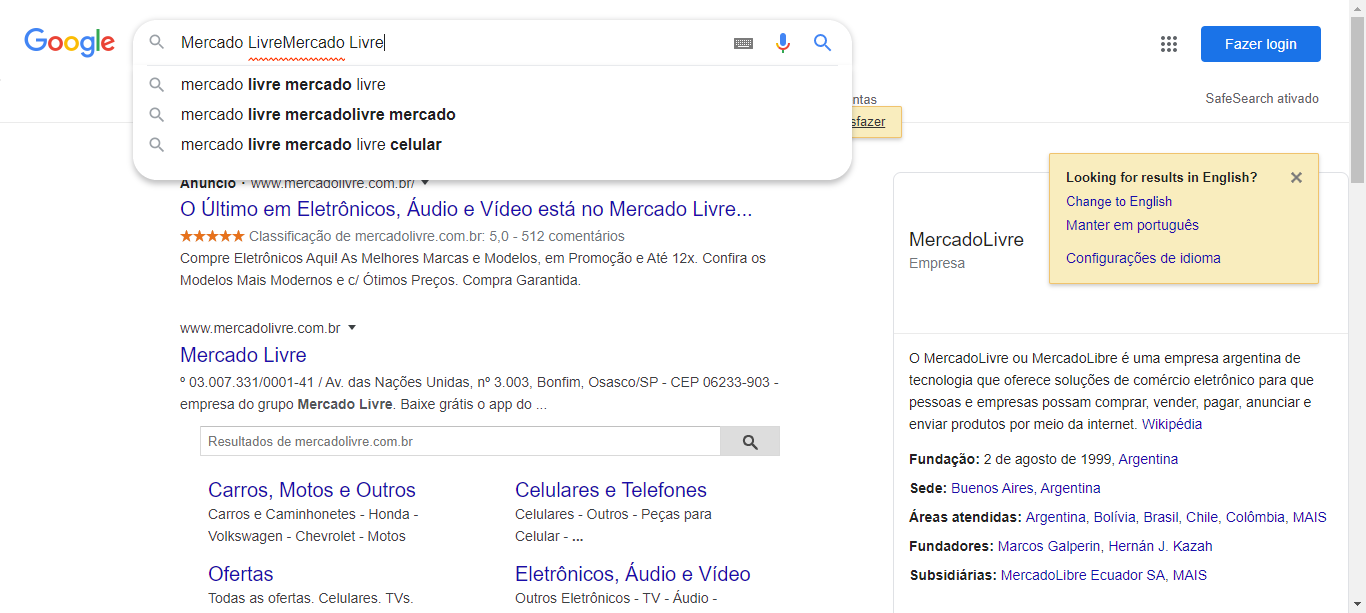 Google
Mercado LivreMercado Livre
Fazer login
mercado livre mercado livre
mercado livre mercadolivre mercado
mercado livre mercado livre celular
ntas
SafeSearch ativado
sfazer
Anúncio · www.mercadolivre.com.br/
O Último em Eletrônicos, Áudio e Vídeo está no Mercado Livre...
Classificação de mercadolivre.com.br: 5,0 - 512 comentários
Compre Eletrônicos Aqui! As Melhores Marcas e Modelos, em Promoção e Até 12x. Confira os
Modelos Mais Modernos e c/ Ótimos Preços. Compra Garantida.
www.mercadolivre.com.br
Mercado Livre
º 03.007.331/0001-41 / Av. das Nações Unidas, nº 3.003, Bonfim, Osasco/SP - CEP 06233-903 -
empresa do grupo Mercado Livre. Baixe grátis o app do ...
Resultados de mercadolivre.com.br
Carros, Motos e Outros
Carros e Caminhonetes - Honda -
Volkswagen - Chevrolet - Motos
Celulares e Telefones
Celulares - Outros - Peças para
Celular - ...
Ofertas
Todas as ofertas. Celulares. TVs.
Eletrônicos, Áudio e Vídeo
Outros Eletrônicos - TV - Áudio -
Looking for results in English?
Change to English
Manter em português
Configurações de idioma
MercadoLivre
Empresa
O MercadoLivre ou MercadoLibre é uma empresa argentina de
tecnologia que oferece soluções de comércio eletrônico para que
pessoas e empresas possam comprar, vender, pagar, anunciar e
enviar produtos por meio da internet. Wikipédia
Fundação: 2 de agosto de 1999, Argentina
Sede: Buenos Aires, Argentina
Áreas atendidas: Argentina, Bolívia, Brasil, Chile, Colômbia, MAIS
Fundadores: Marcos Galperin, Hernán J. Kazah
Subsidiárias: MercadoLibre Ecuador SA, MAIS